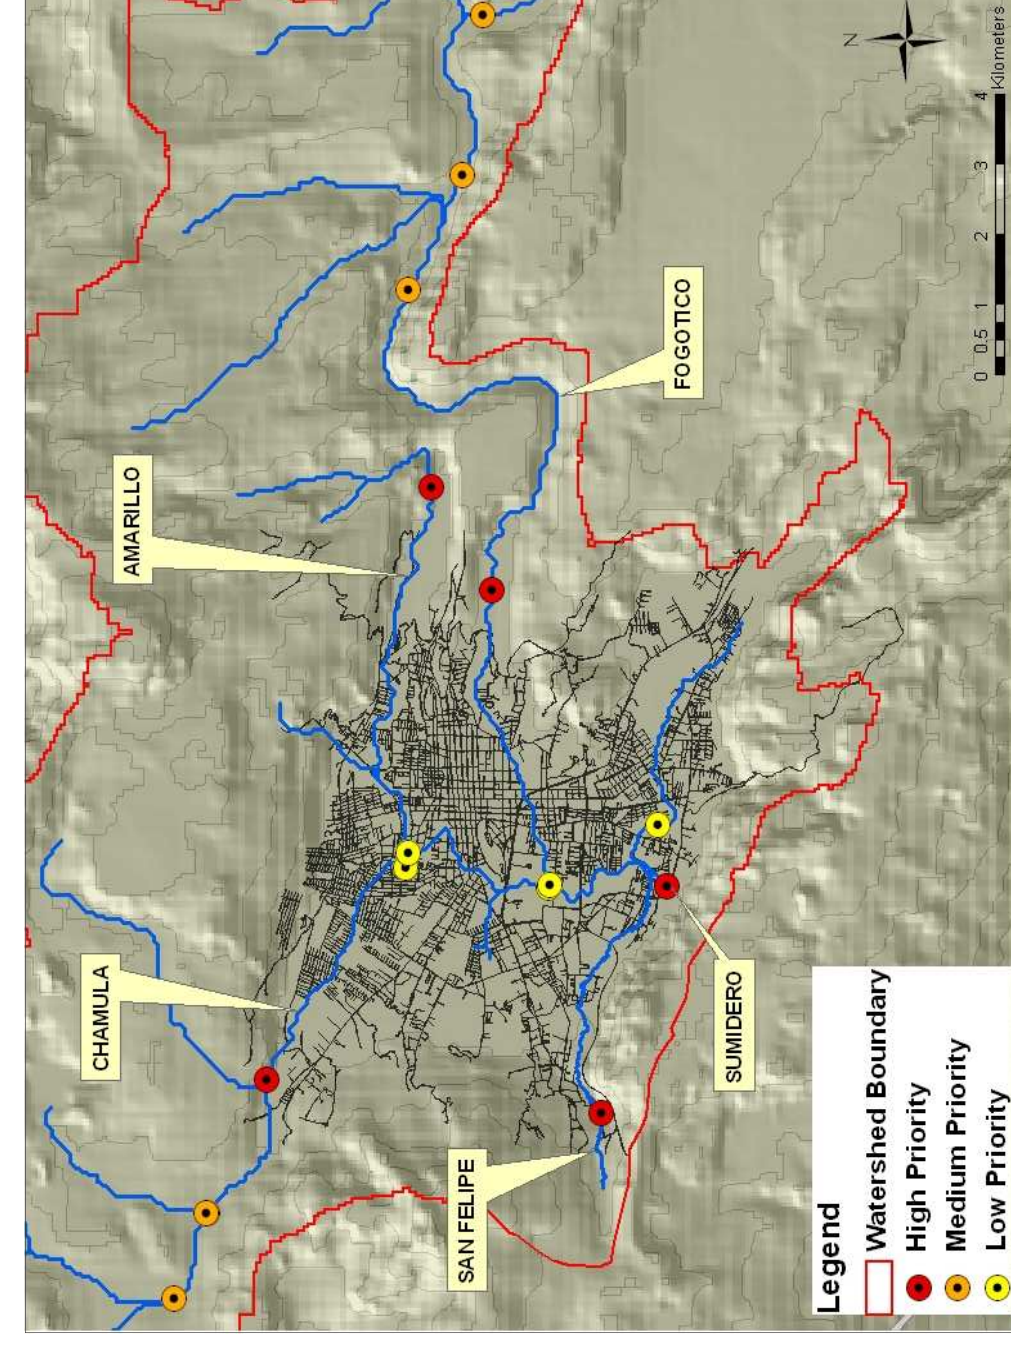 CHAMULA
AMARILLO
SAN FELIPE
SUMIDERO
FOGOTICO
N
Legend
Watershed Boundary
High Priority
Medium Priority
Low Priority
0 0.5 1 2 3 4
Kilometers